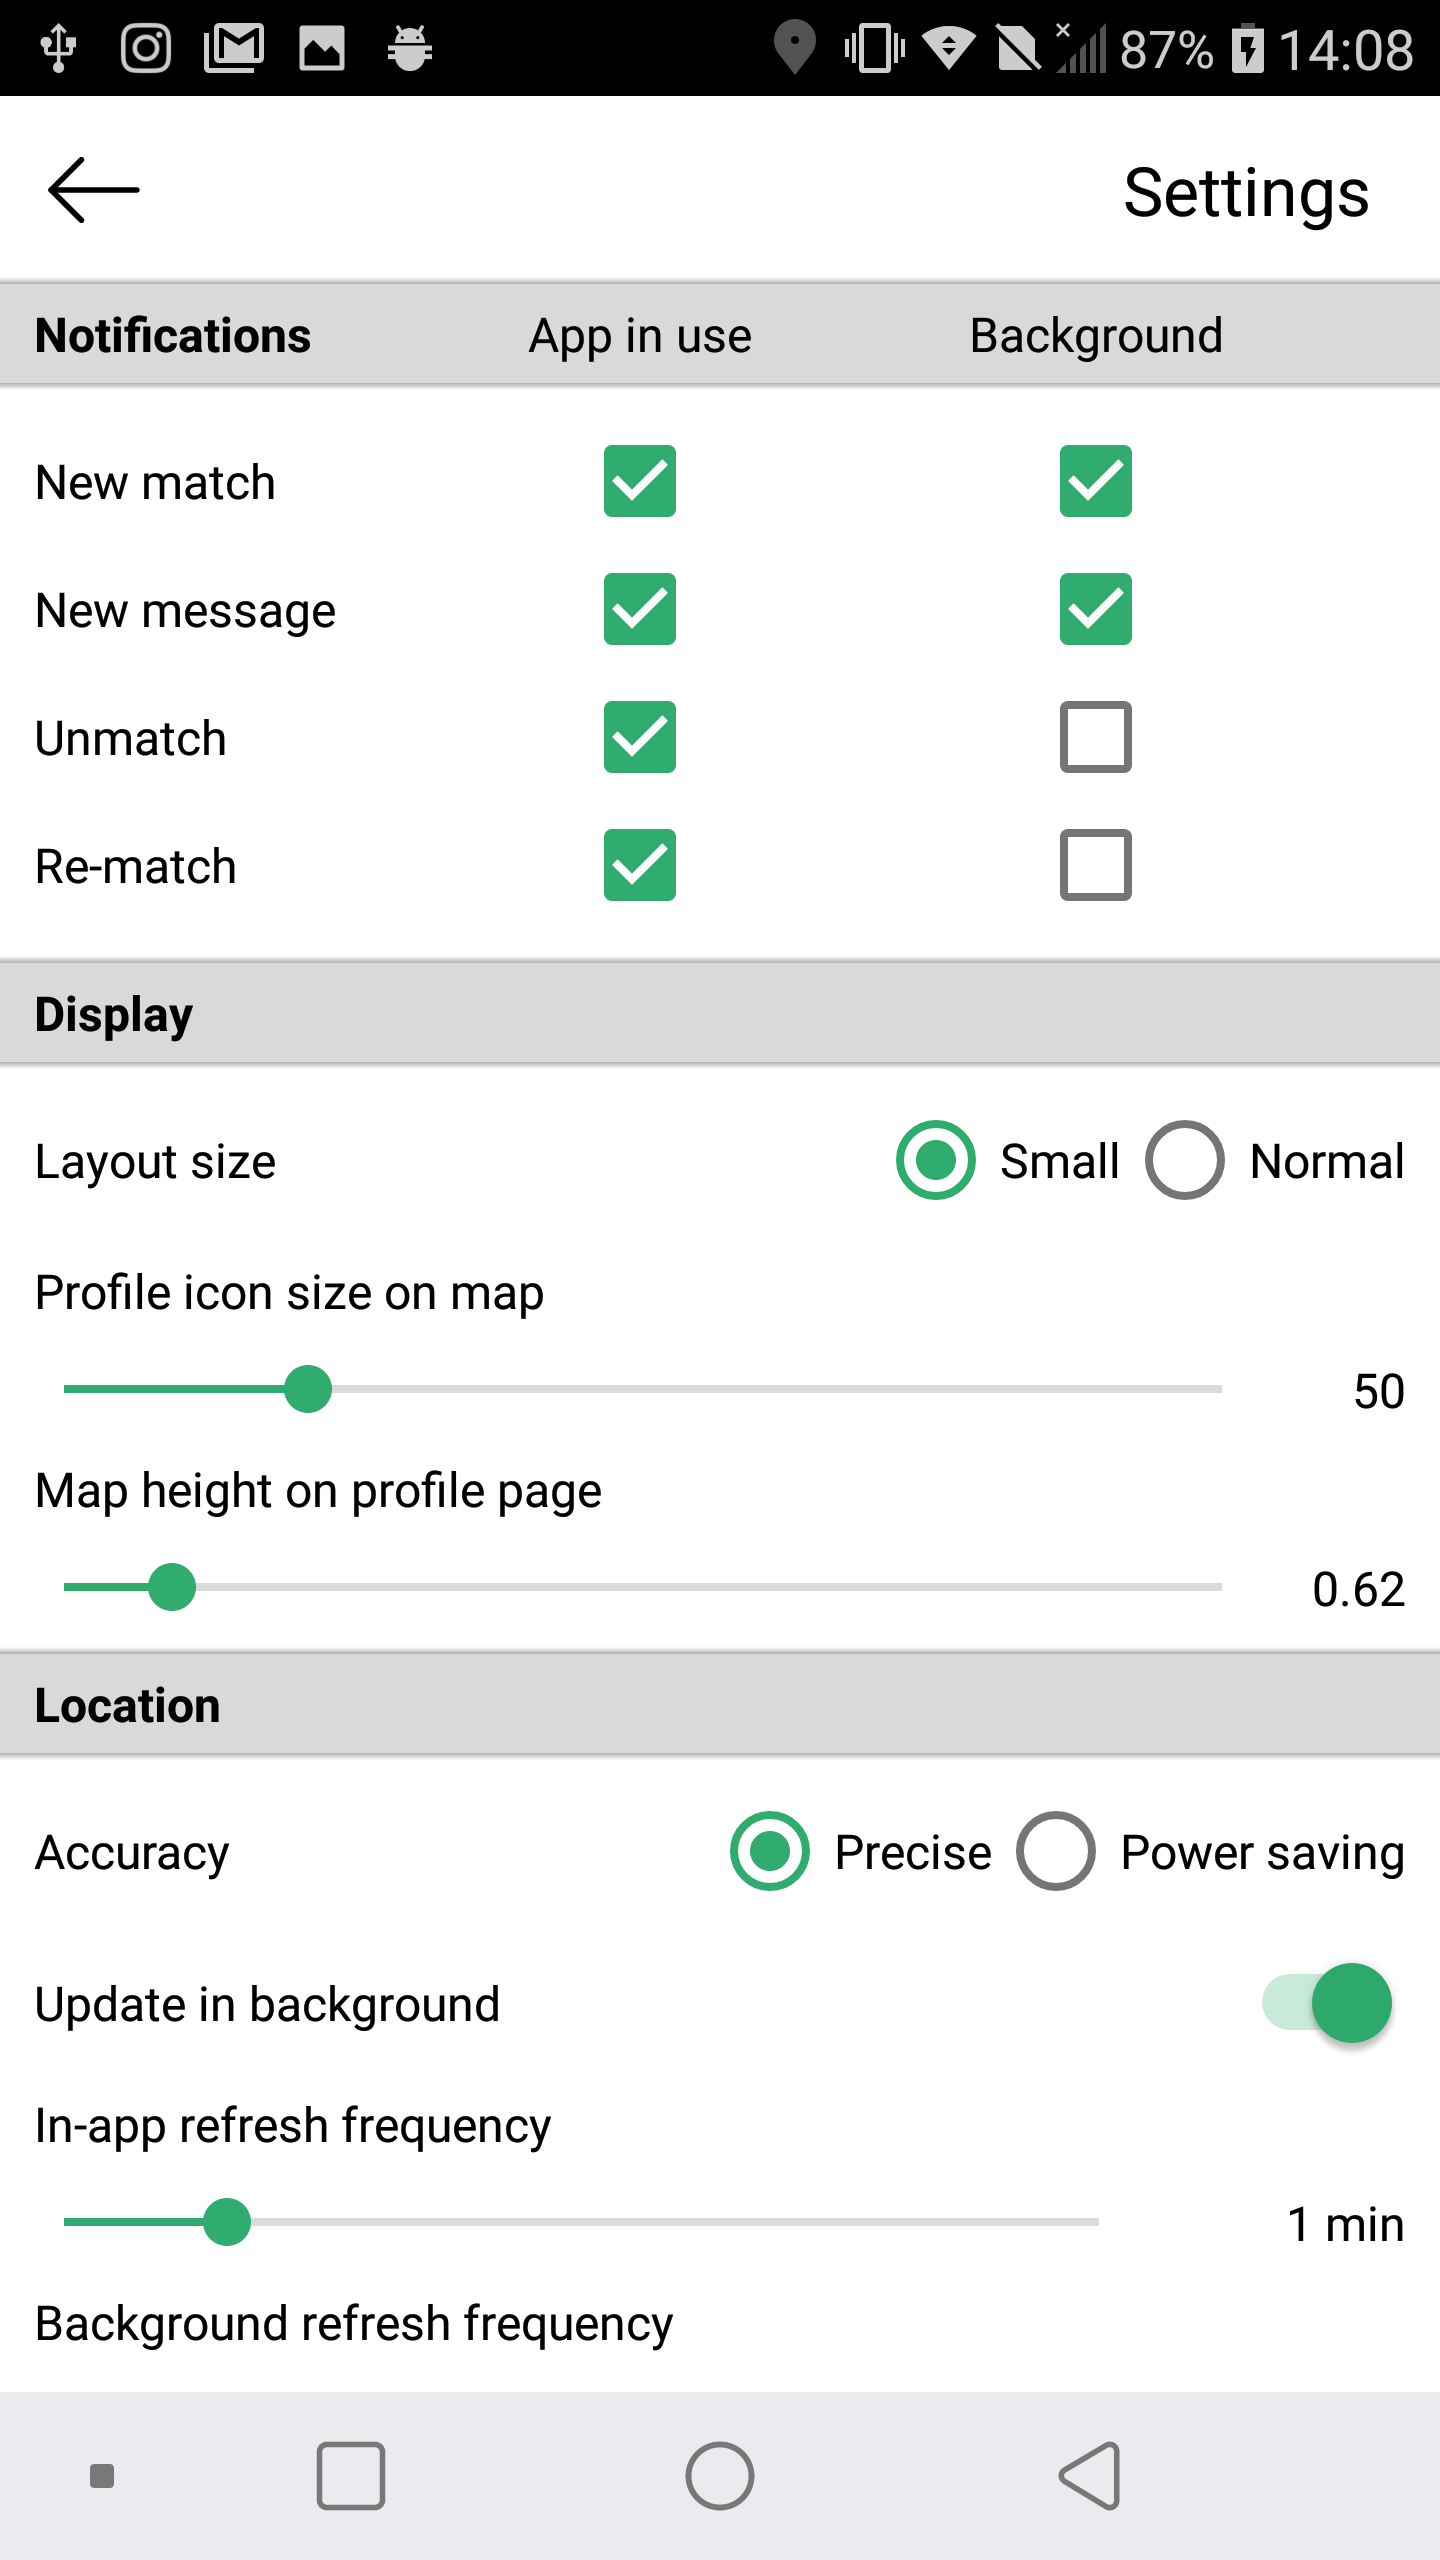 87% 14:08
Settings
Notifications App in use Background
New match
New message
Unmatch
Re-match
Display
Layout size Small Normal
Profile icon size on map
50
Map height on profile page
0.62
Location
Accuracy Precise Power saving
Update in background
In-app refresh frequency
1 min
Background refresh frequency